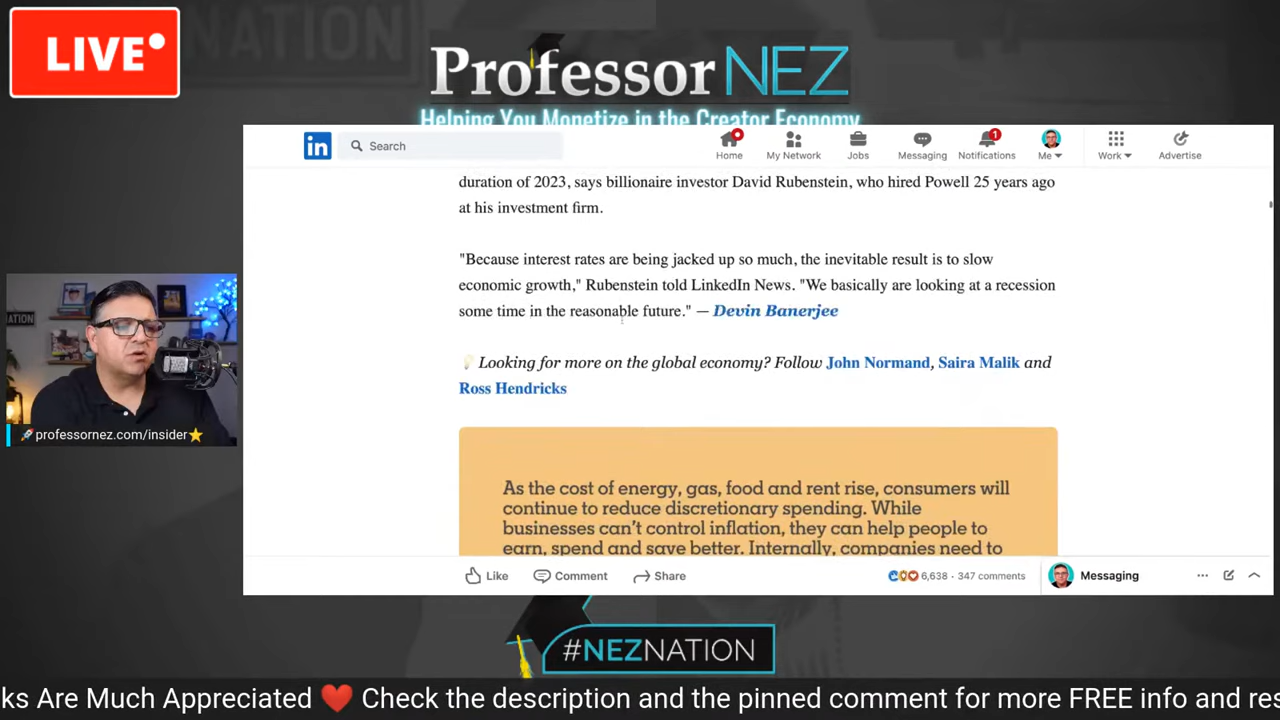 LIVE
NATION
Professor NEZ
Helping You Monetize in the Creator Economy
in
Search
Home
My Network
Jobs
Messaging
1
Notifications
Me
Work
Advertise
duration of 2023, says billionaire investor David Rubenstein, who hired Powell 25 years ago
at his investment firm.
"Because interest rates are being jacked up so much, the inevitable result is to slow
economic growth," Rubenstein told LinkedIn News. "We basically are looking at a recession
some time in the reasonable future." — Devin Banerjee
💡 Looking for more on the global economy? Follow John Normand, Saira Malik and
Ross Hendricks
As the cost of energy, gas, food and rent rise, consumers will
continue to reduce discretionary spending. While
businesses can't control inflation, they can help people to
earn, spend and save better. Internally, companies need to
Like
Comment
Share
6,638 · 347 comments
Messaging
NATION
🚀professornez.com/insider⭐
#NEZNATION
ks Are Much Appreciated ❤️ Check the description and the pinned comment for more FREE info and res